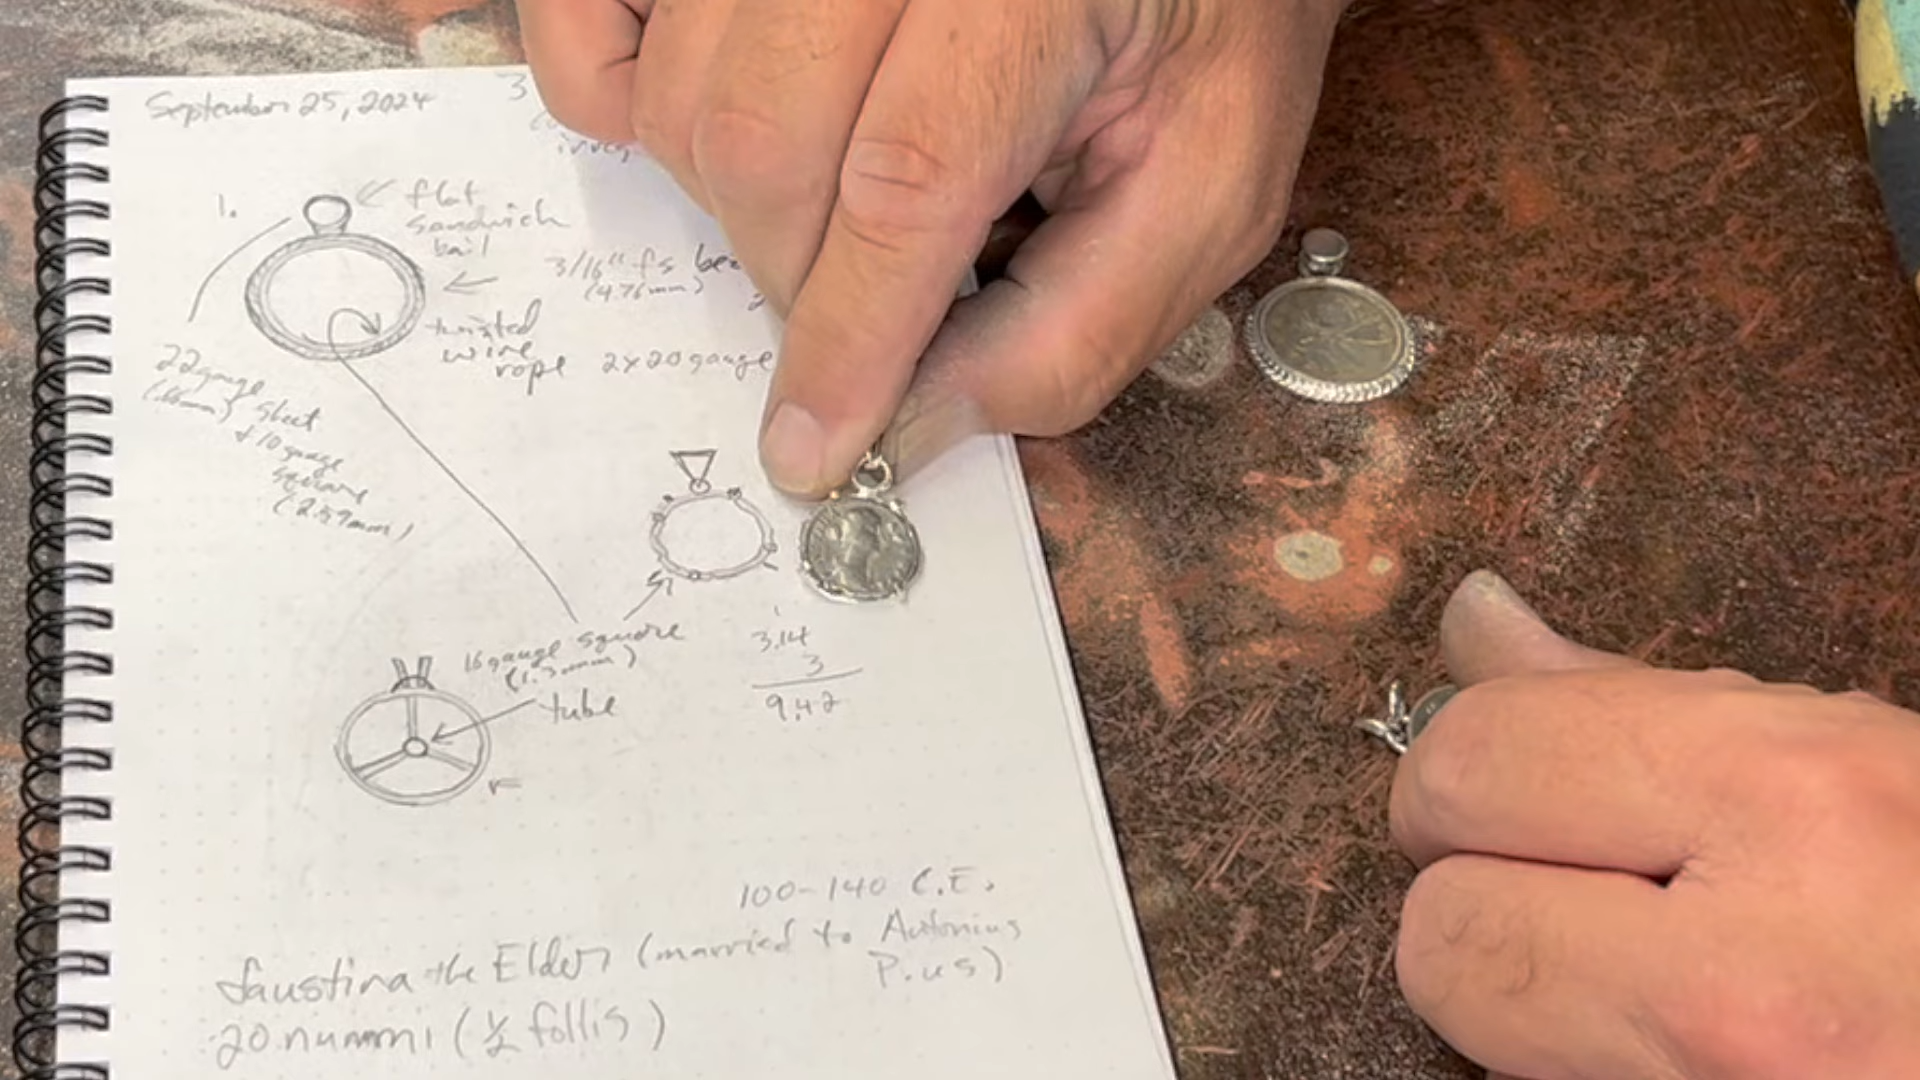 September 25, 2024
3
1.
flat
sandwich
bail
3/16" fs bez
(4.76mm)
twisted
wire
rope 2x20 gauge
22 gauge
sheet
+ 10 gauge
square
(2.59mm)
16 gauge square
(1.3mm)
tube
3.14
3
9.42
100-140 C.E.
faustina the Elder (married to Antonius
Pius)
20 nummi (½ follis)